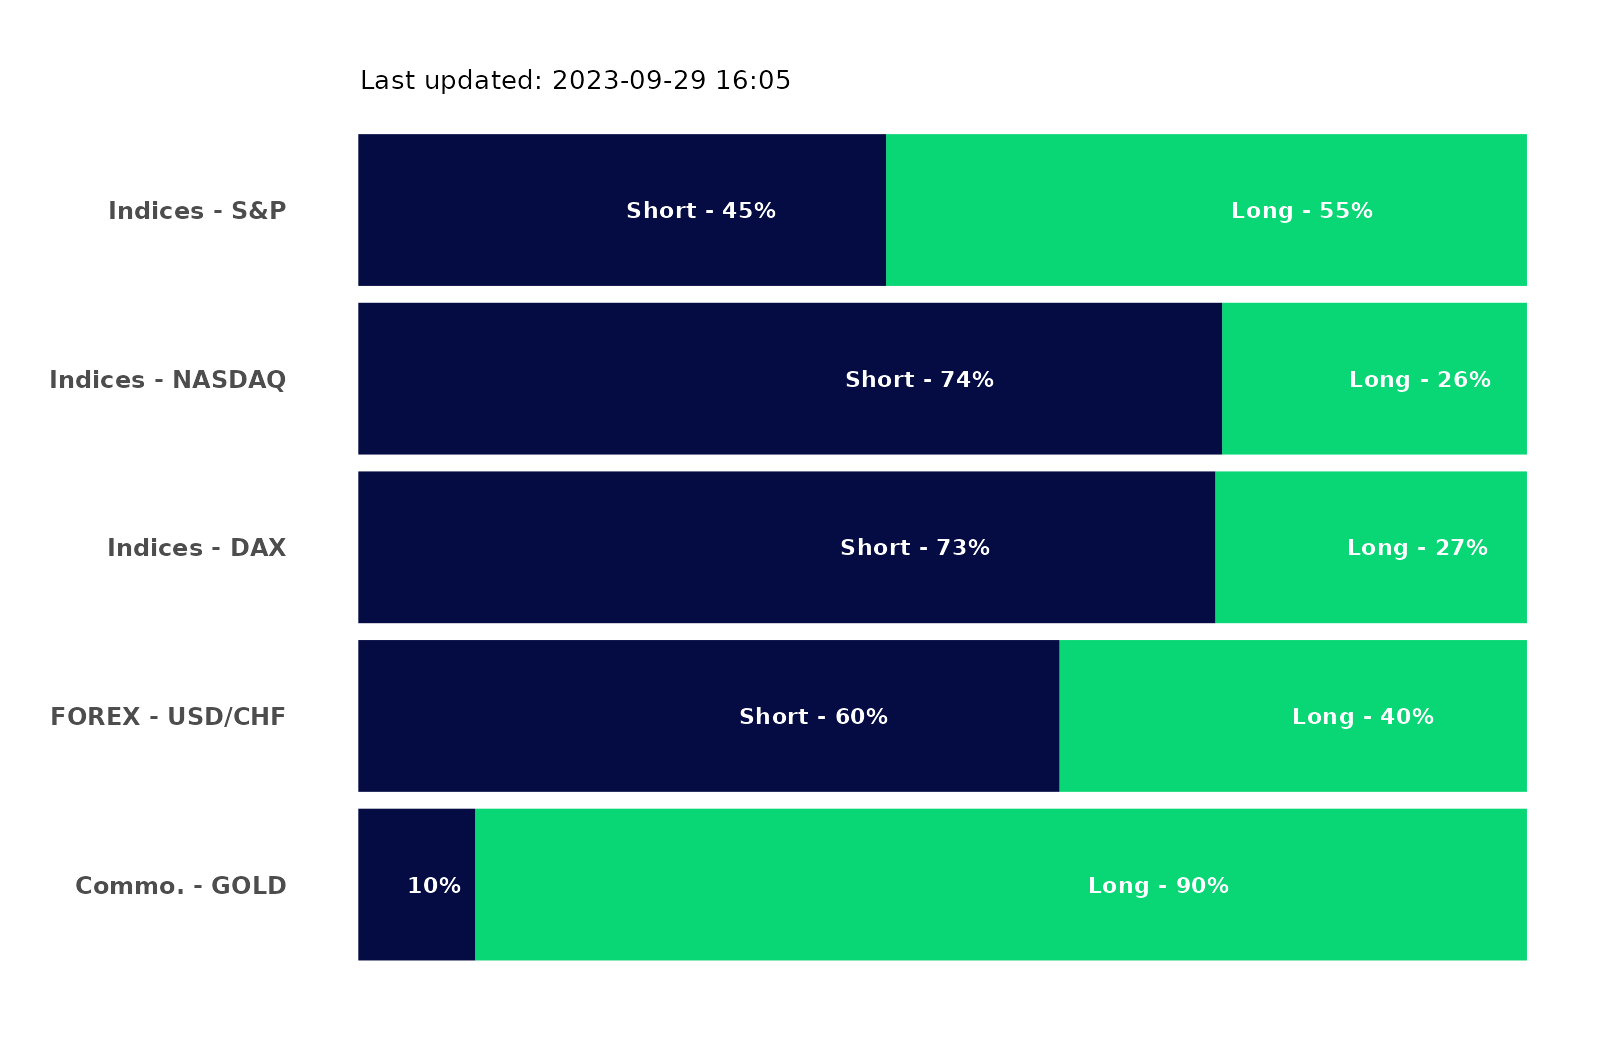 Last updated: 2023-09-29 16:05
Indices - S&P
Short - 45%
Long - 55%
Indices - NASDAQ
Short - 74%
Long - 26%
Indices - DAX
Short - 73%
Long - 27%
FOREX - USD/CHF
Short - 60%
Long - 40%
Commo. - GOLD
10%
Long - 90%